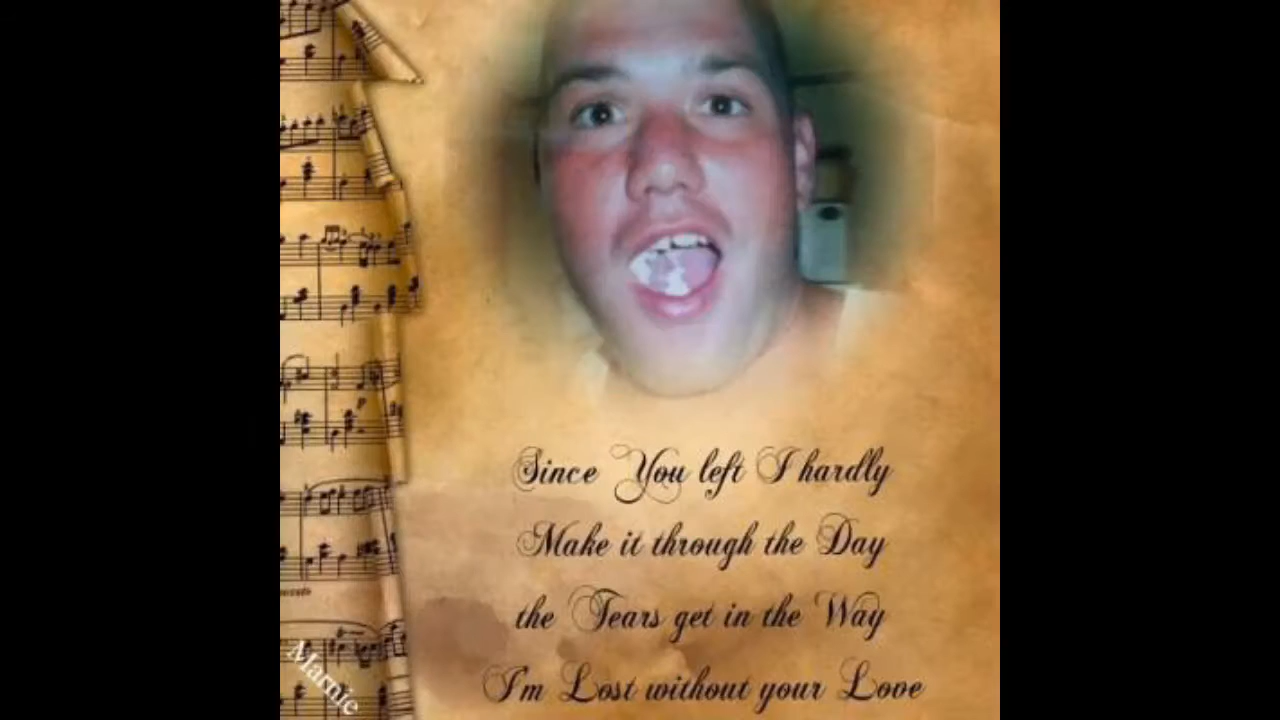 Since You left I hardly
Make it through the Day
the Tears get in the Way
I'm Lost without your Love
Marnie